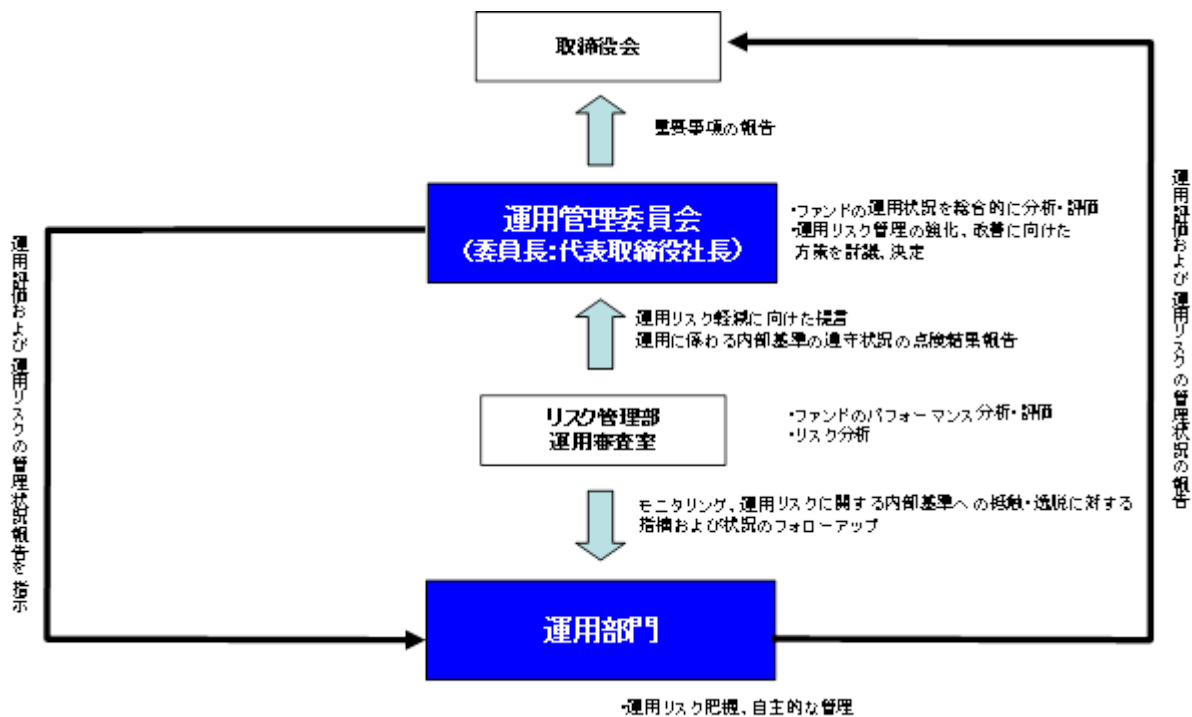 取締役会
重要事項の報告
運用管理委員会
(委員長:代表取締役社長)
・ファンドの運用状況を総合的に分析・評価
・運用リスク管理の強化、改善に向けた
方策を討議、決定
運用リスク軽減に向けた提言
運用に係わる内部基準の遵守状況の点検結果報告
リスク管理部
運用審査室
・ファンドのパフォーマンス分析・評価
・リスク分析
モニタリング、運用リスクに関する内部基準への抵触・逸脱に対する
指摘および状況のフォローアップ
運用部門
・運用リスク把握、自主的な管理
運用評価および運用リスクの管理状況報告を指示
運用評価および運用リスクの管理状況の報告